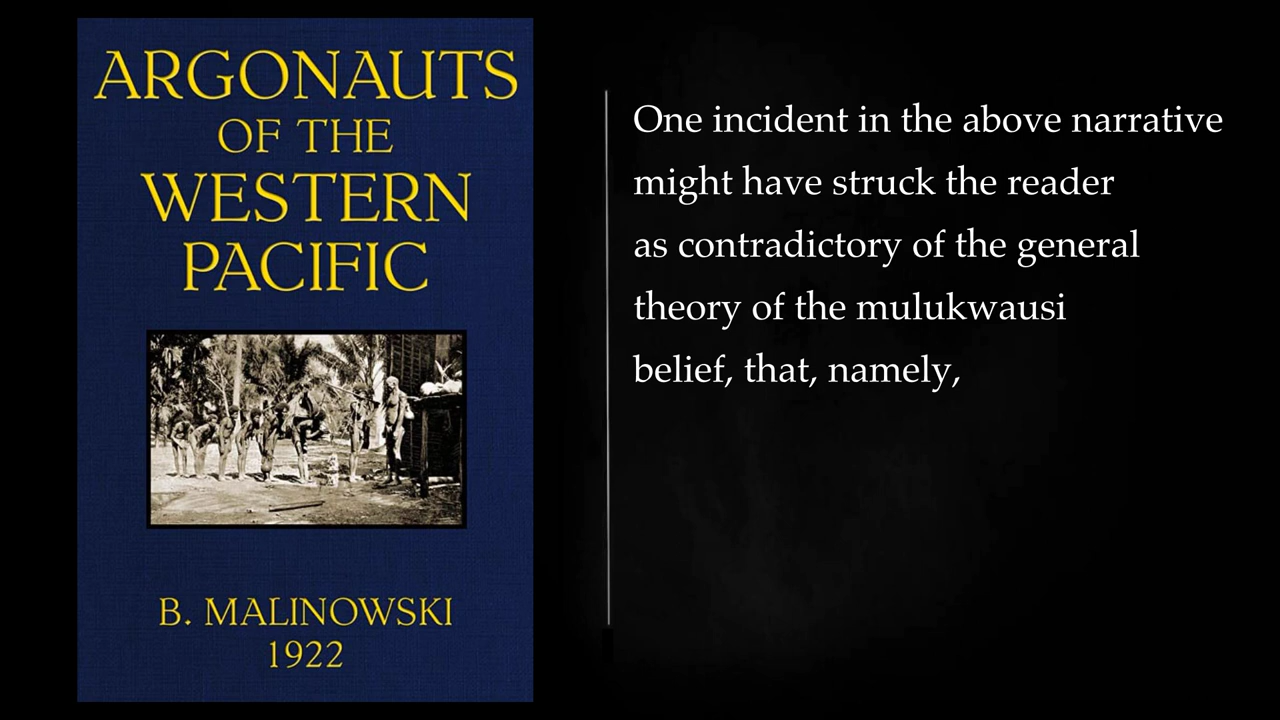 ARGONAUTS
OF THE
WESTERN
PACIFIC
B. MALINOWSKI
1922
One incident in the above narrative
might have struck the reader
as contradictory of the general
theory of the mulukwausi
belief, that, namely,